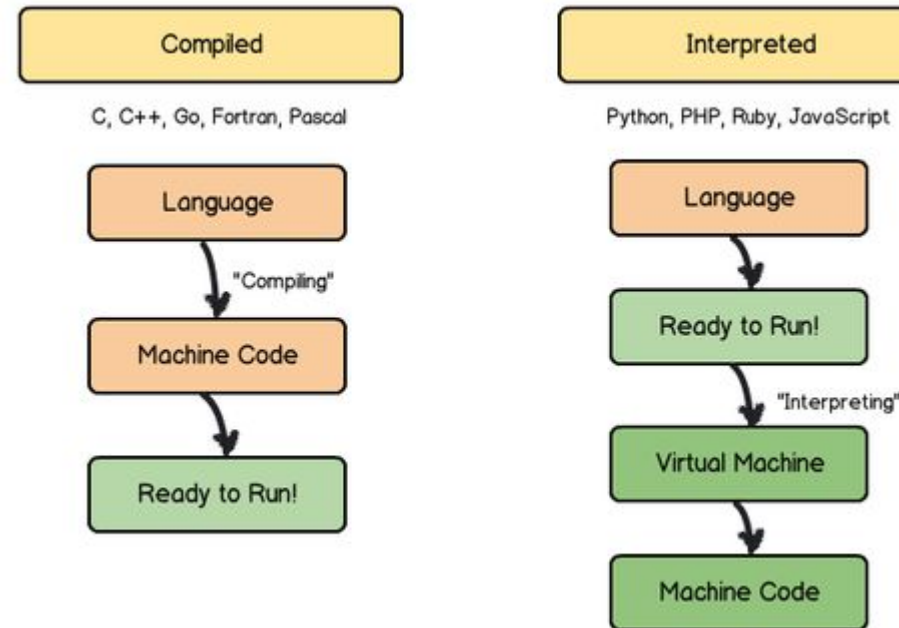 Compiled
C, C++, Go, Fortran, Pascal
Language
"Compiling"
Machine Code
Ready to Run!
Interpreted
Python, PHP, Ruby, JavaScript
Language
Ready to Run!
"Interpreting"
Virtual Machine
Machine Code